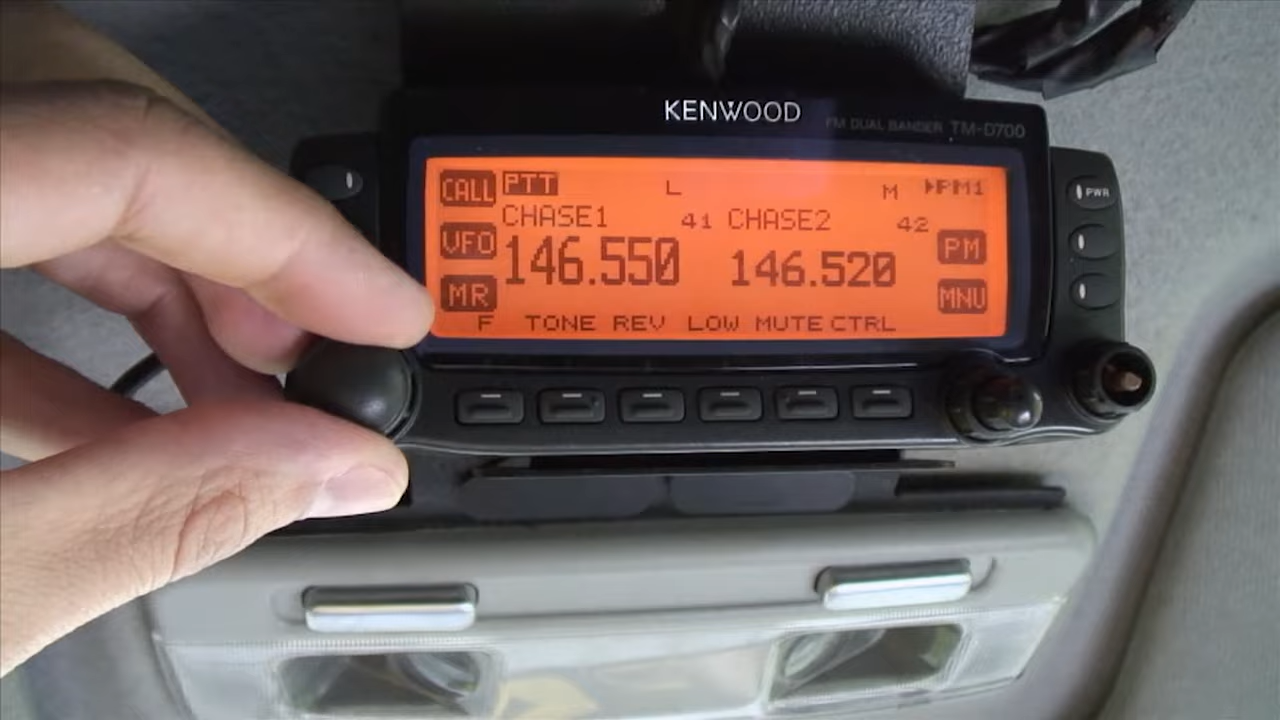 KENWOOD
FM DUAL BANDER TM-D700
CALL PTT L M PM1
CHASE1 41 CHASE2 42
VFO 146.550 146.520 PM
MR MNU
F TONE REV LOW MUTE CTRL
PWR